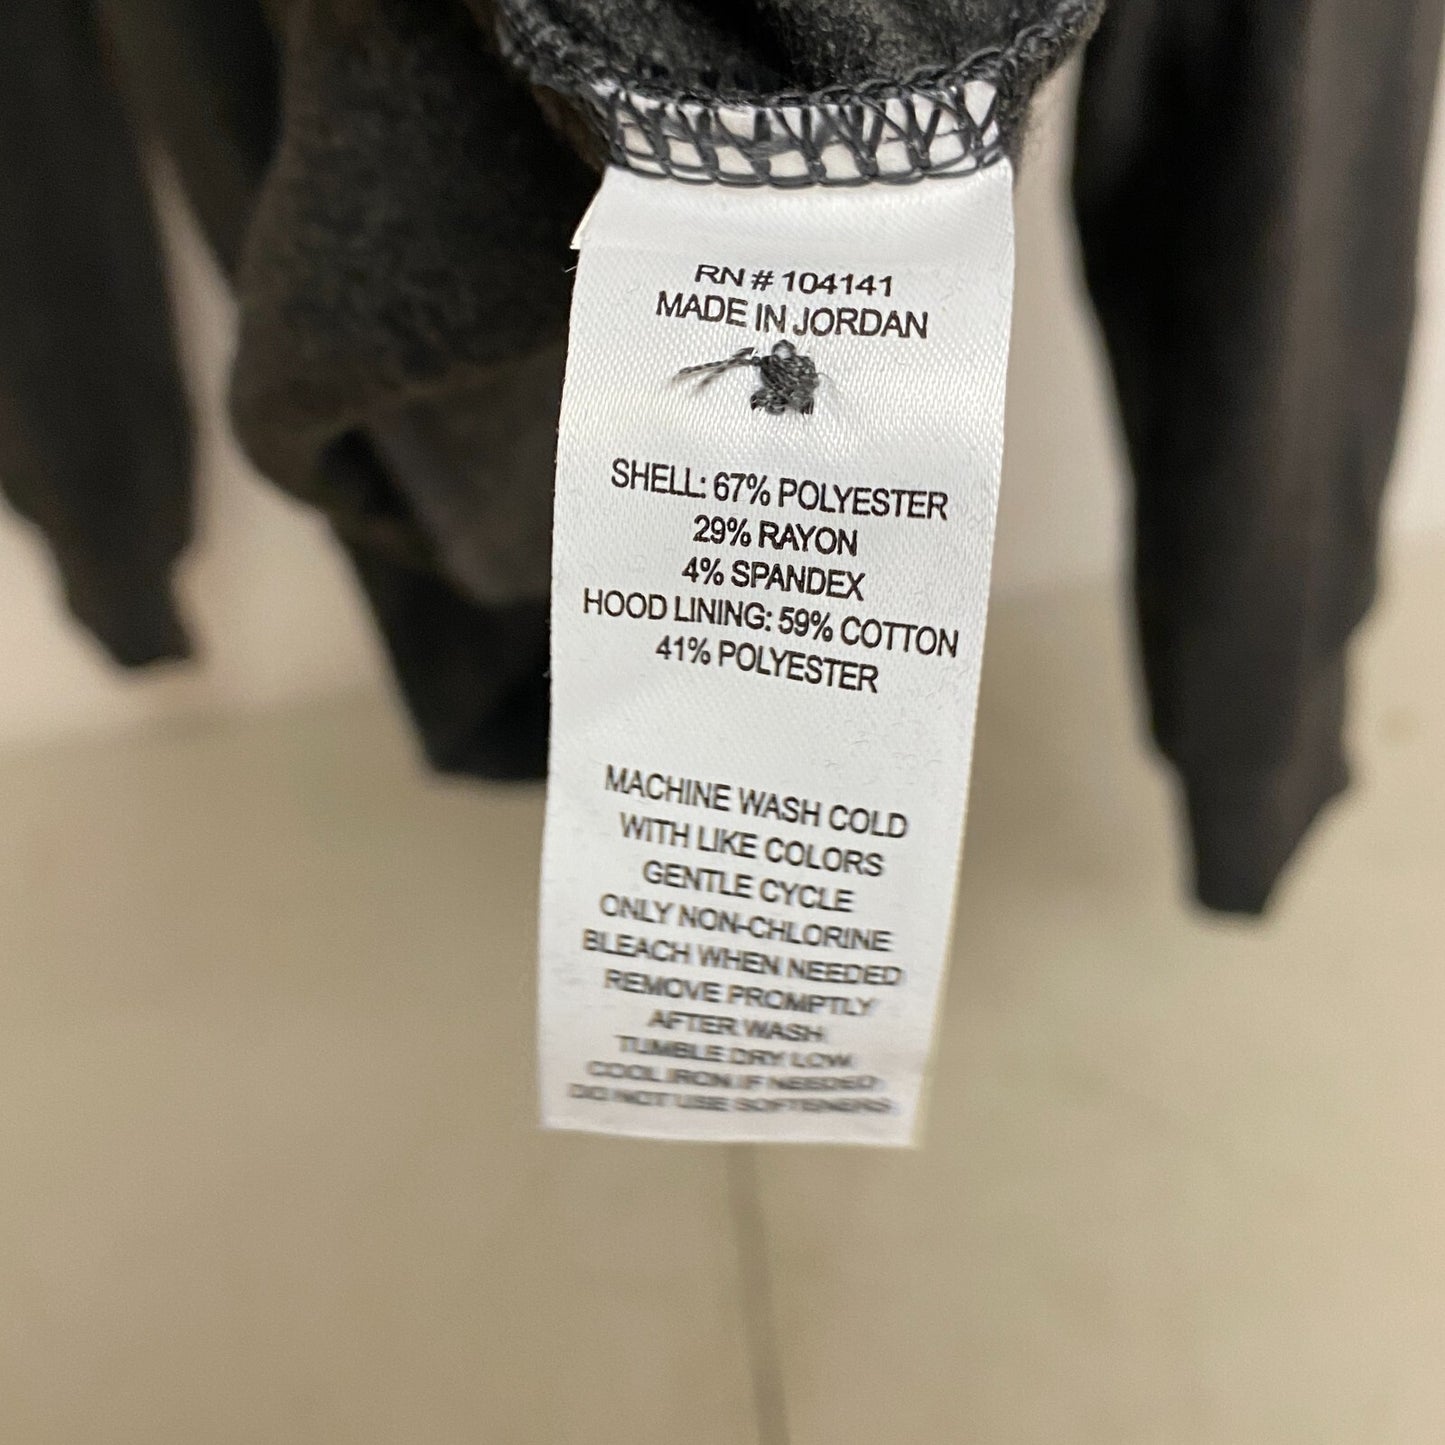 RN # 104141
MADE IN JORDAN
SHELL: 67% POLYESTER
29% RAYON
4% SPANDEX
HOOD LINING: 59% COTTON
41% POLYESTER
MACHINE WASH COLD
WITH LIKE COLORS
GENTLE CYCLE
ONLY NON-CHLORINE
BLEACH WHEN NEEDED
REMOVE PROMPTLY
AFTER WASH
TUMBLE DRY LOW
COOL IRON IF NEEDED
DO NOT USE SOFTENERS